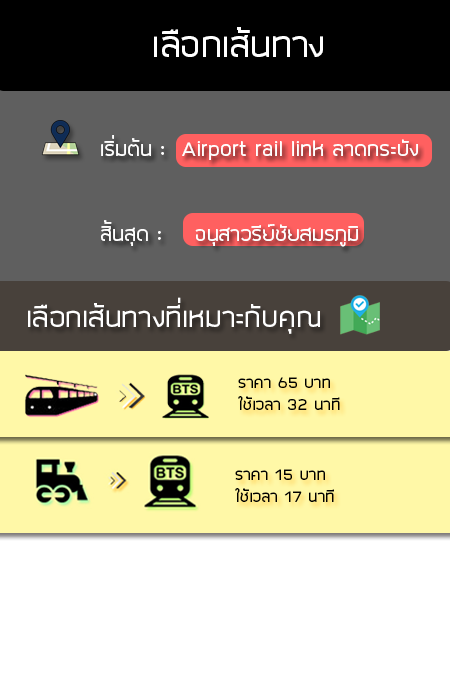 เลือกเส้นทาง
เริ่มต้น : Airport rail link ลาดกระบัง
สิ้นสุด : อนุสาวรีย์ชัยสมรภูมิ
เลือกเส้นทางที่เหมาะกับคุณ
BTS
ราคา 65 บาท
ใช้เวลา 32 นาที
BTS
ราคา 15 บาท
ใช้เวลา 17 นาที